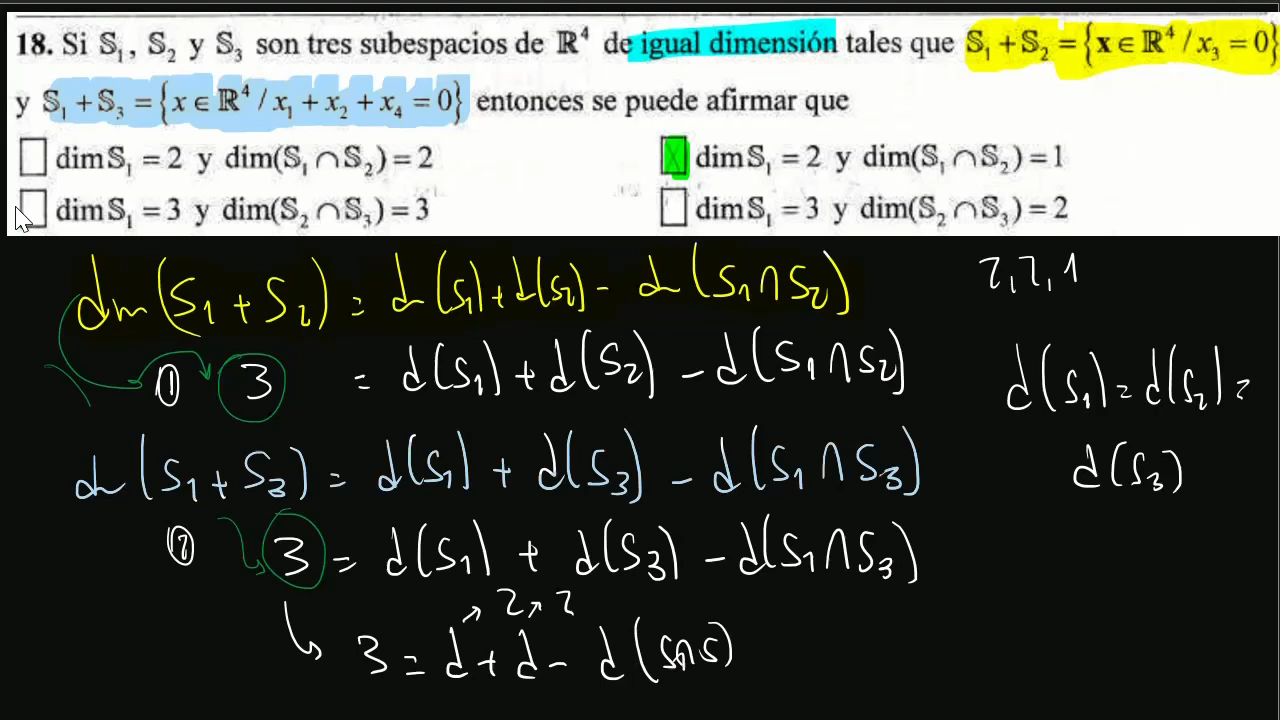 18. Si S₁, S₂ y S₃ son tres subespacios de ℝ⁴ de igual dimensión tales que S₁ + S₂ = {x ∈ ℝ⁴ / x₃ = 0}
y S₁ + S₃ = {x ∈ ℝ⁴ / x₁ + x₂ + x₄ = 0} entonces se puede afirmar que
dim S₁ = 2 y dim(S₁ ∩ S₂) = 2
X dim S₁ = 2 y dim(S₁ ∩ S₂) = 1
dim S₁ = 3 y dim(S₂ ∩ S₃) = 3
dim S₁ = 3 y dim(S₂ ∩ S₃) = 2
dim(S₁ + S₂) = d(S₁) + d(S₂) - d(S₁ ∩ S₂)
2, 2, 1
① 3 = d(S₁) + d(S₂) - d(S₁ ∩ S₂)
d(S₁) = d(S₂) =
d(S₃)
d(S₁ + S₃) = d(S₁) + d(S₃) - d(S₁ ∩ S₃)
② 3 = d(S₁) + d(S₃) - d(S₁ ∩ S₃)
2 2
3 = d + d - d(S∩S)